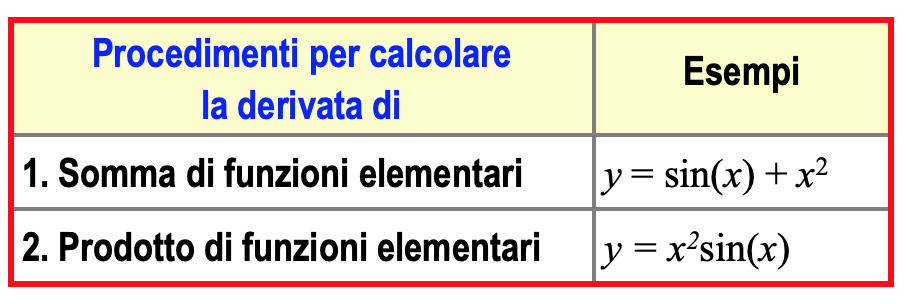 Procedimenti per calcolare
la derivata di
Esempi
1. Somma di funzioni elementari
y = sin(x) + x²
2. Prodotto di funzioni elementari
y = x²sin(x)